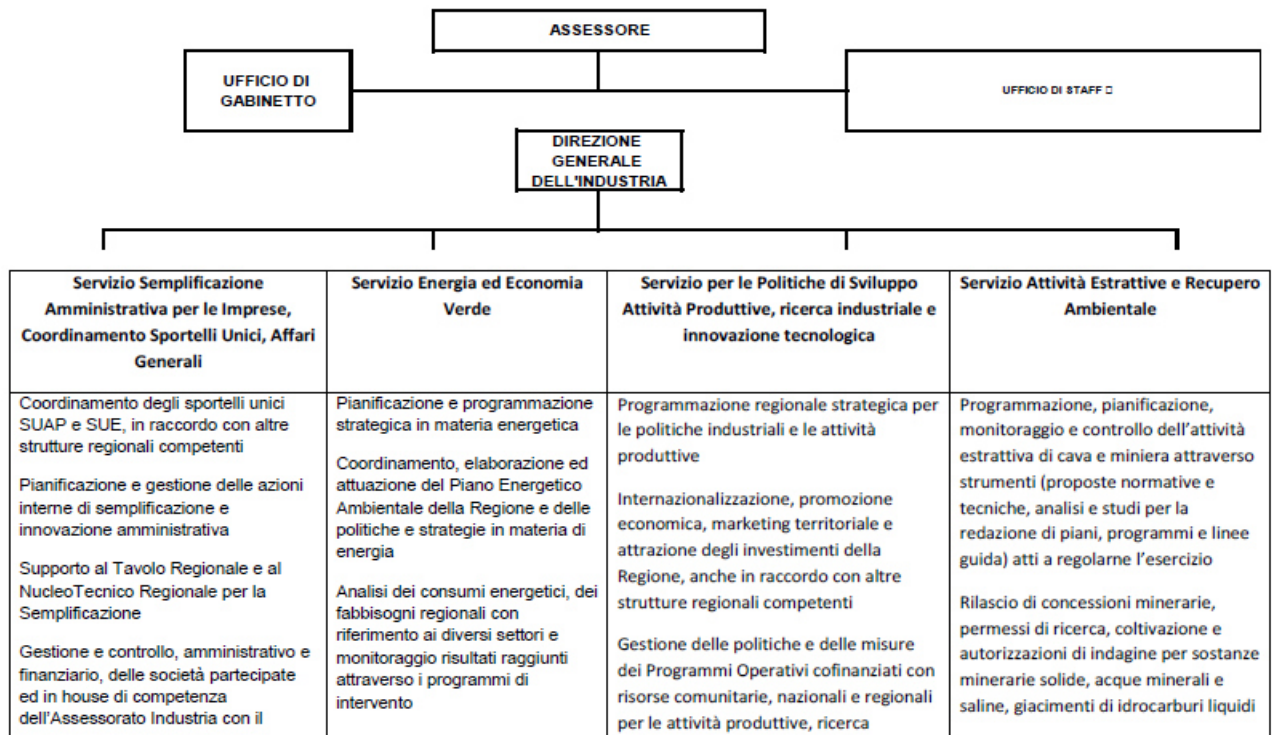 ASSESSORE
UFFICIO DI
GABINETTO
UFFICIO DI STAFF
DIREZIONE
GENERALE
DELL'INDUSTRIA
Servizio Semplificazione
Amministrativa per le Imprese,
Coordinamento Sportelli Unici, Affari
Generali
Coordinamento degli sportelli unici
SUAP e SUE, in raccordo con altre
strutture regionali competenti
Pianificazione e gestione delle azioni
interne di semplificazione e
innovazione amministrativa
Supporto al Tavolo Regionale e al
NucleoTecnico Regionale per la
Semplificazione
Gestione e controllo, amministrativo e
finanziario, delle società partecipate
ed in house di competenza
dell'Assessorato Industria con il
Servizio Energia ed Economia
Verde
Pianificazione e programmazione
strategica in materia energetica
Coordinamento, elaborazione ed
attuazione del Piano Energetico
Ambientale della Regione e delle
politiche e strategie in materia di
energia
Analisi dei consumi energetici, dei
fabbisogni regionali con
riferimento ai diversi settori e
monitoraggio risultati raggiunti
attraverso i programmi di
intervento
Servizio per le Politiche di Sviluppo
Attività Produttive, ricerca industriale e
innovazione tecnologica
Programmazione regionale strategica per
le politiche industriali e le attività
produttive
Internazionalizzazione, promozione
economica, marketing territoriale e
attrazione degli investimenti della
Regione, anche in raccordo con altre
strutture regionali competenti
Gestione delle politiche e delle misure
dei Programmi Operativi cofinanziati con
risorse comunitarie, nazionali e regionali
per le attività produttive, ricerca
Servizio Attività Estrattive e Recupero
Ambientale
Programmazione, pianificazione,
monitoraggio e controllo dell'attività
estrattiva di cava e miniera attraverso
strumenti (proposte normative e
tecniche, analisi e studi per la
redazione di piani, programmi e linee
guida) atti a regolarne l'esercizio
Rilascio di concessioni minerarie,
permessi di ricerca, coltivazione e
autorizzazioni di indagine per sostanze
minerarie solide, acque minerali e
saline, giacimenti di idrocarburi liquidi